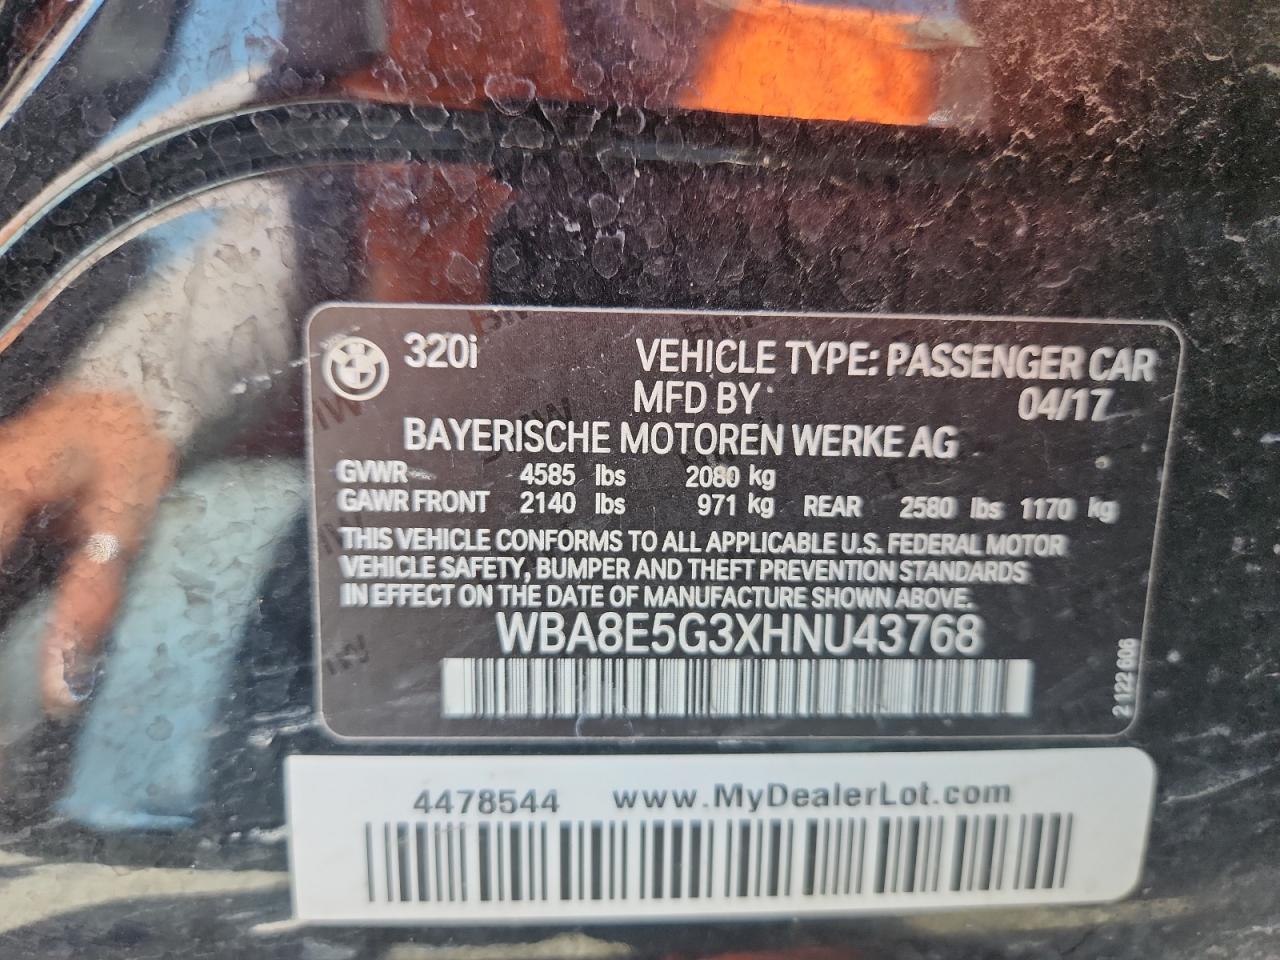 320i VEHICLE TYPE: PASSENGER CAR
MFD BY 04/17
BAYERISCHE MOTOREN WERKE AG
GVWR 4585 lbs 2080 kg
GAWR FRONT 2140 lbs 971 kg REAR 2580 lbs 1170 kg
THIS VEHICLE CONFORMS TO ALL APPLICABLE U.S. FEDERAL MOTOR
VEHICLE SAFETY, BUMPER AND THEFT PREVENTION STANDARDS
IN EFFECT ON THE DATE OF MANUFACTURE SHOWN ABOVE.
WBA8E5G3XHNU43768
2 122 606
4478544 www.MyDealerLot.com